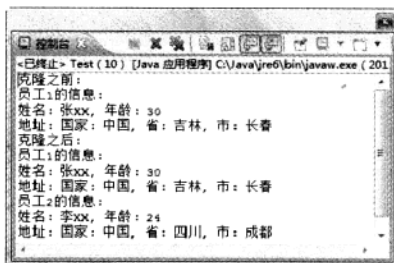 控制台
<已终止> Test (10) [Java 应用程序] C:\Java\jre6\bin\javaw.exe ( 201
克隆之前：
员工1的信息：
姓名：张xx, 年龄：30
地址：国家：中国, 省：吉林, 市：长春
克隆之后：
员工1的信息：
姓名：张xx, 年龄：30
地址：国家：中国, 省：吉林, 市：长春
员工2的信息：
姓名：李xx, 年龄：24
地址：国家：中国, 省：四川, 市：成都